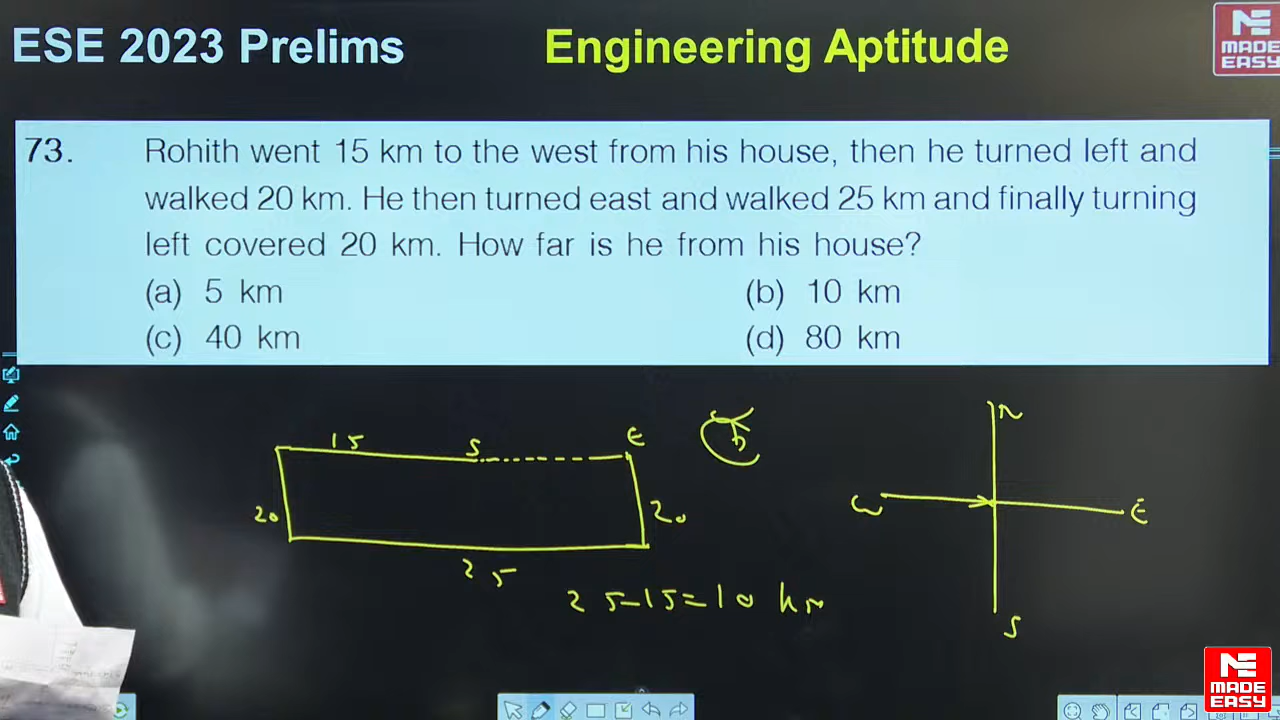 ESE 2023 Prelims
Engineering Aptitude
ME
MADE
EASY
73. Rohith went 15 km to the west from his house, then he turned left and
walked 20 km. He then turned east and walked 25 km and finally turning
left covered 20 km. How far is he from his house?
(a) 5 km (b) 10 km
(c) 40 km (d) 80 km
15 S E
20 20
25
25-15=10 km
b
N
W E
S
ME
MADE
EASY